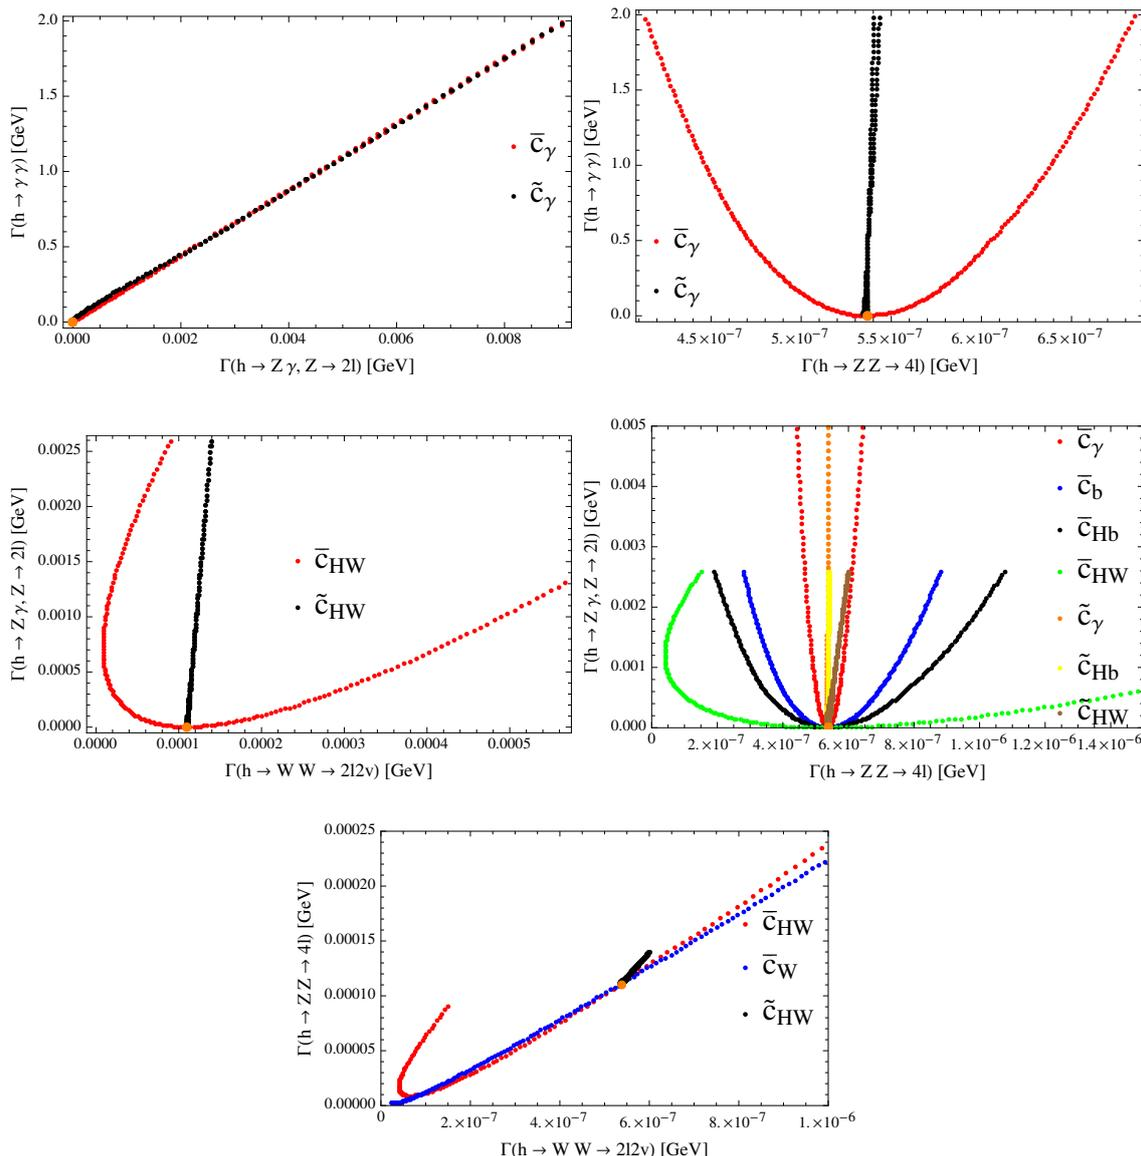 Γ(h → γ γ) [GeV]
2.0
1.5
1.0
0.5
0.0
c̄γ
c̃γ
0.000 0.002 0.004 0.006 0.008
Γ(h → Z γ, Z → 2l) [GeV]
Γ(h → γ γ) [GeV]
2.0
1.5
1.0
0.5
0.0
c̄γ
c̃γ
4.5×10⁻⁷ 5.×10⁻⁷ 5.5×10⁻⁷ 6.×10⁻⁷ 6.5×10⁻⁷
Γ(h → Z Z → 4l) [GeV]
Γ(h → Z γ, Z → 2l) [GeV]
0.0025
0.0020
0.0015
0.0010
0.0005
0.0000
c̄HW
c̃HW
0.0000 0.0001 0.0002 0.0003 0.0004 0.0005
Γ(h → W W → 2l2ν) [GeV]
Γ(h → Z γ, Z → 2l) [GeV]
0.005
0.004
0.003
0.002
0.001
0.000
c̄γ
c̄b
c̄Hb
c̄HW
c̃γ
c̃Hb
c̃HW
0 2.×10⁻⁷ 4.×10⁻⁷ 6.×10⁻⁷ 8.×10⁻⁷ 1.×10⁻⁶ 1.2×10⁻⁶ 1.4×10⁻⁶
Γ(h → Z Z → 4l) [GeV]
Γ(h → Z Z → 4l) [GeV]
0.00025
0.00020
0.00015
0.00010
0.00005
0.00000
c̄HW
c̄W
c̃HW
0 2.×10⁻⁷ 4.×10⁻⁷ 6.×10⁻⁷ 8.×10⁻⁷ 1.×10⁻⁶
Γ(h → W W → 2l2ν) [GeV]